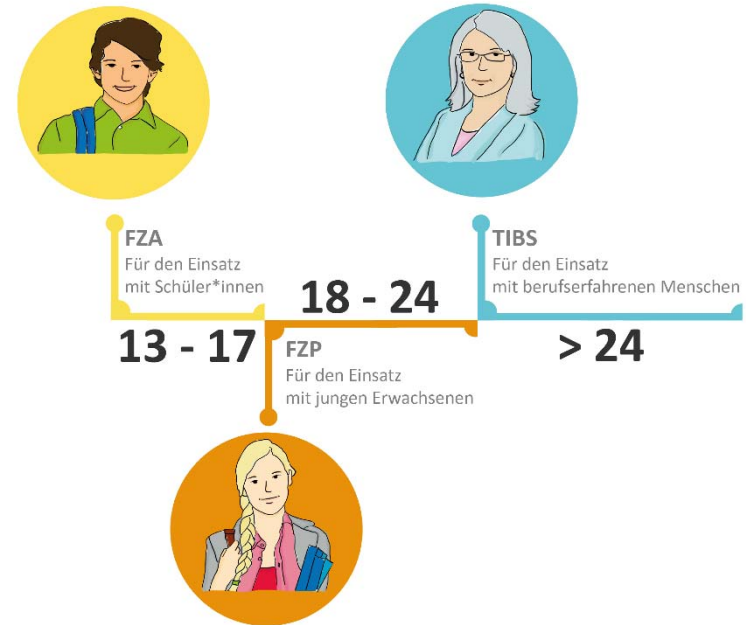 FZA
Für den Einsatz
mit Schüler*innen
13 - 17
18 - 24
FZP
Für den Einsatz
mit jungen Erwachsenen
TIBS
Für den Einsatz
mit berufserfahrenen Menschen
> 24